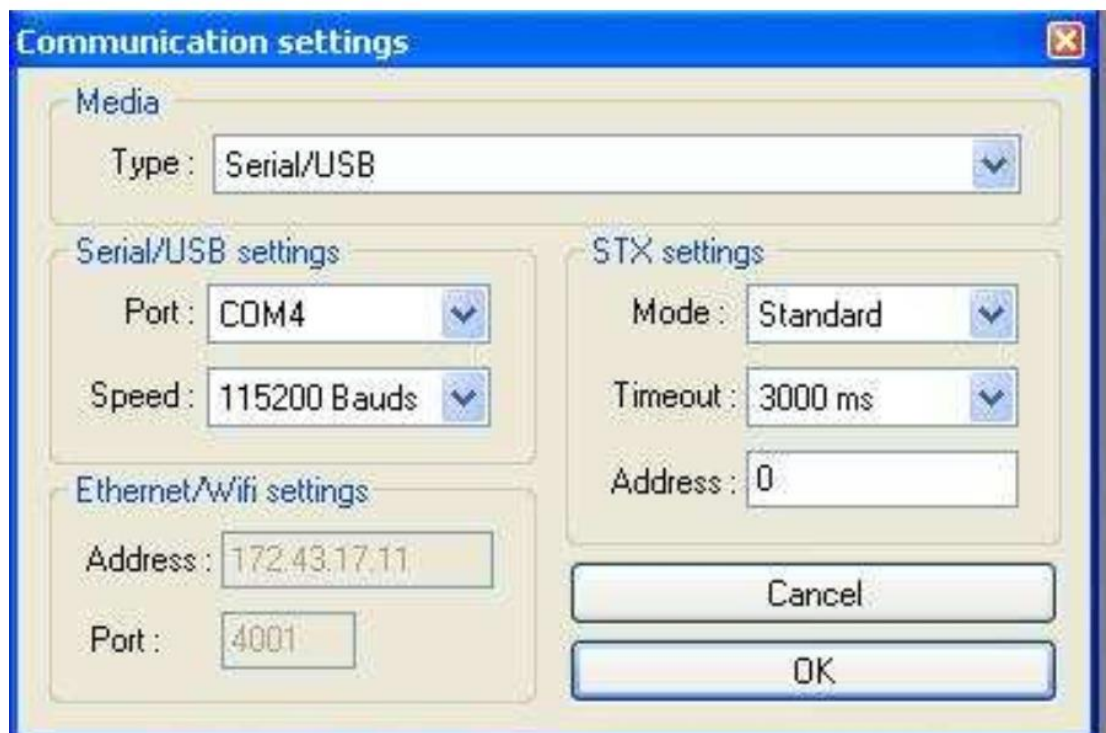 Communication settings
Media
Type : Serial/USB
Serial/USB settings
Port : COM4
Speed : 115200 Bauds
STX settings
Mode : Standard
Timeout : 3000 ms
Address : 0
Ethernet/Wifi settings
Address : 172.43.17.11
Port : 4001
Cancel
OK